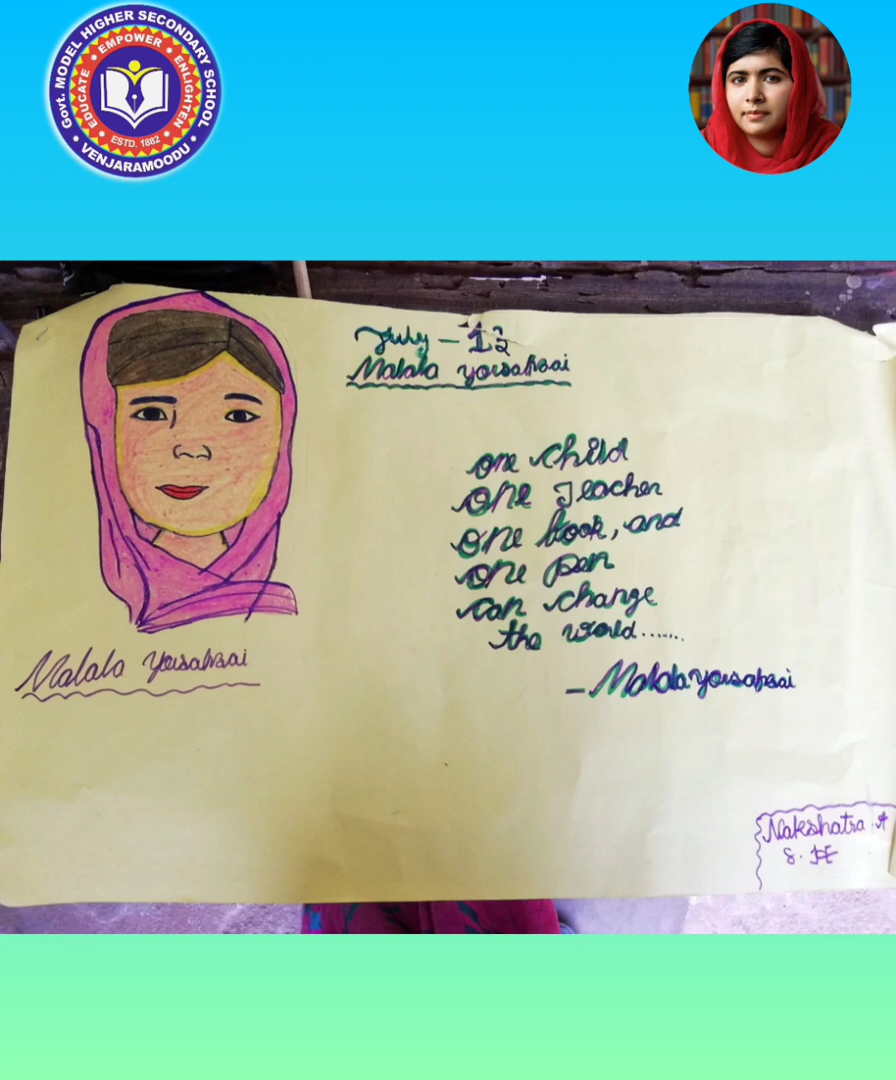 Govt. MODEL HIGHER SECONDARY SCHOOL
• VENJARAMOODU •
EDUCATE • EMPOWER • ENLIGHTEN
ESTD. 1882
July - 12
Malala yousafsai
one child
one Teacher
one book, and
one pen
can change
the world.......
- Malala yousafsai
Malala yousafsai
Nakshatra. A
8.